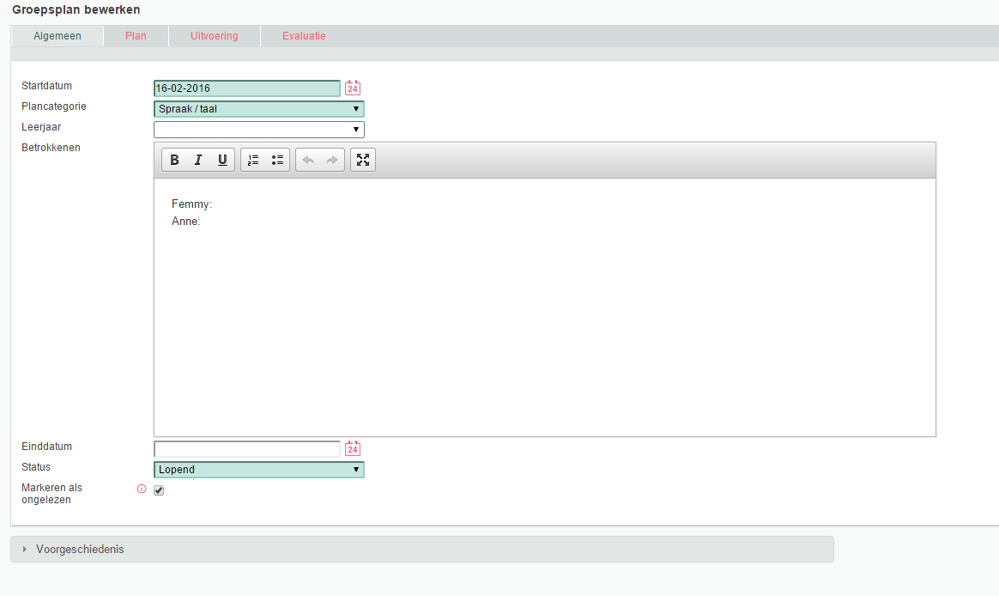 Groepsplan bewerken
Algemeen Plan Uitvoering Evaluatie
Startdatum 16-02-2016 24
Plancategorie Spraak / taal
Leerjaar
Betrokkenen
B I U
Femmy:
Anne:
Einddatum 24
Status Lopend
Markeren als
ongelezen
Voorgeschiedenis